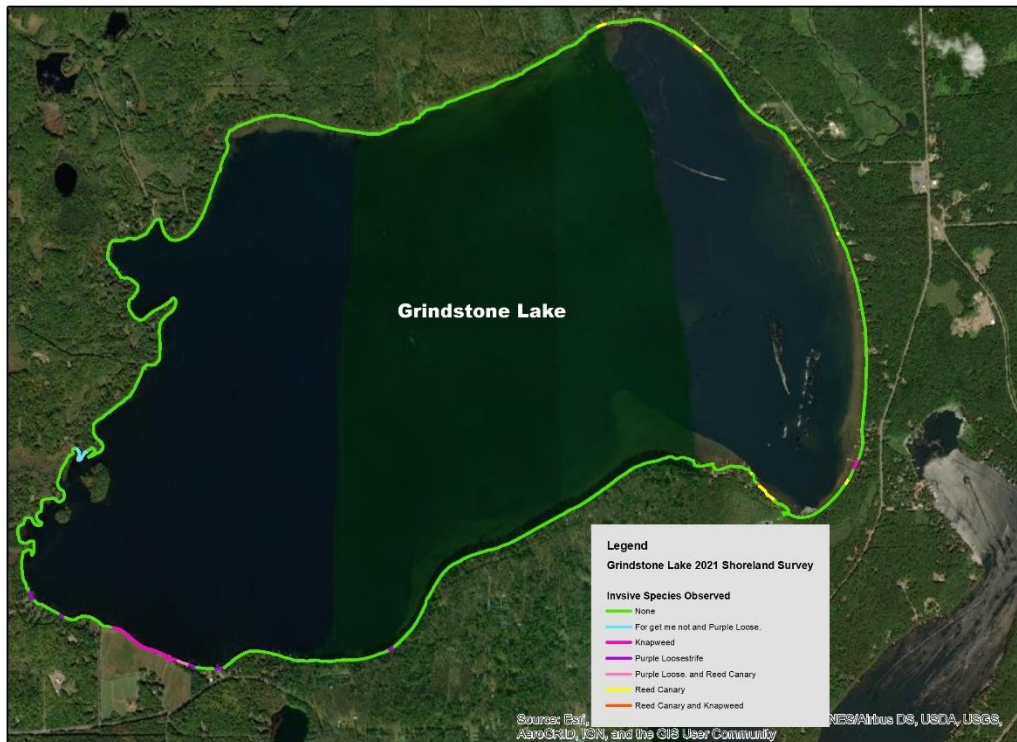 Grindstone Lake
Legend
Grindstone Lake 2021 Shoreland Survey
Invsive Species Observed
None
For get me not and Purple Loose.
Knapweed
Purple Loosestrife
Purple Loose. and Reed Canary
Reed Canary
Reed Canary and Knapweed
Source: Esri, NES/Airbus DS, USDA, USGS,
AeroGRID, IGN, and the GIS User Community